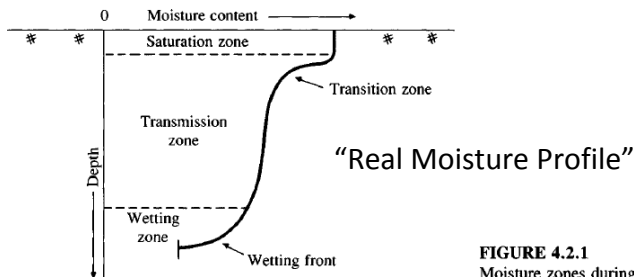 0 Moisture content
Saturation zone
Transition zone
Transmission
zone
"Real Moisture Profile"
Depth
Wetting
zone
Wetting front
FIGURE 4.2.1
Moisture zones during